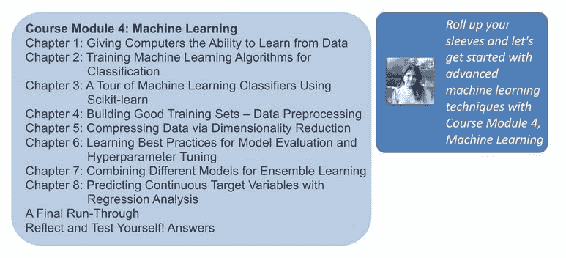 Course Module 4: Machine Learning
Chapter 1: Giving Computers the Ability to Learn from Data
Chapter 2: Training Machine Learning Algorithms for
Classification
Chapter 3: A Tour of Machine Learning Classifiers Using
Scikit-learn
Chapter 4: Building Good Training Sets – Data Preprocessing
Chapter 5: Compressing Data via Dimensionality Reduction
Chapter 6: Learning Best Practices for Model Evaluation and
Hyperparameter Tuning
Chapter 7: Combining Different Models for Ensemble Learning
Chapter 8: Predicting Continuous Target Variables with
Regression Analysis
A Final Run-Through
Reflect and Test Yourself! Answers
Roll up your
sleeves and let's
get started with
advanced
machine learning
techniques with
Course Module 4,
Machine Learning